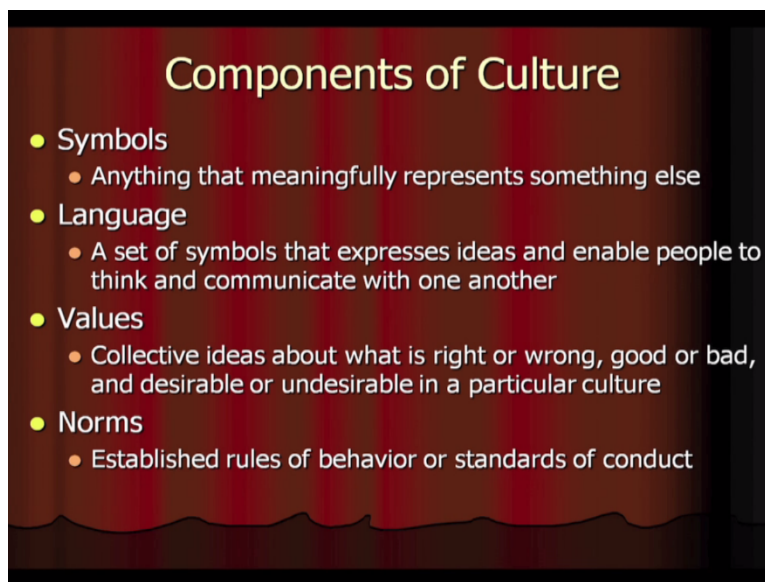 Components of Culture
Symbols
Anything that meaningfully represents something else
Language
A set of symbols that expresses ideas and enable people to
think and communicate with one another
Values
Collective ideas about what is right or wrong, good or bad,
and desirable or undesirable in a particular culture
Norms
Established rules of behavior or standards of conduct